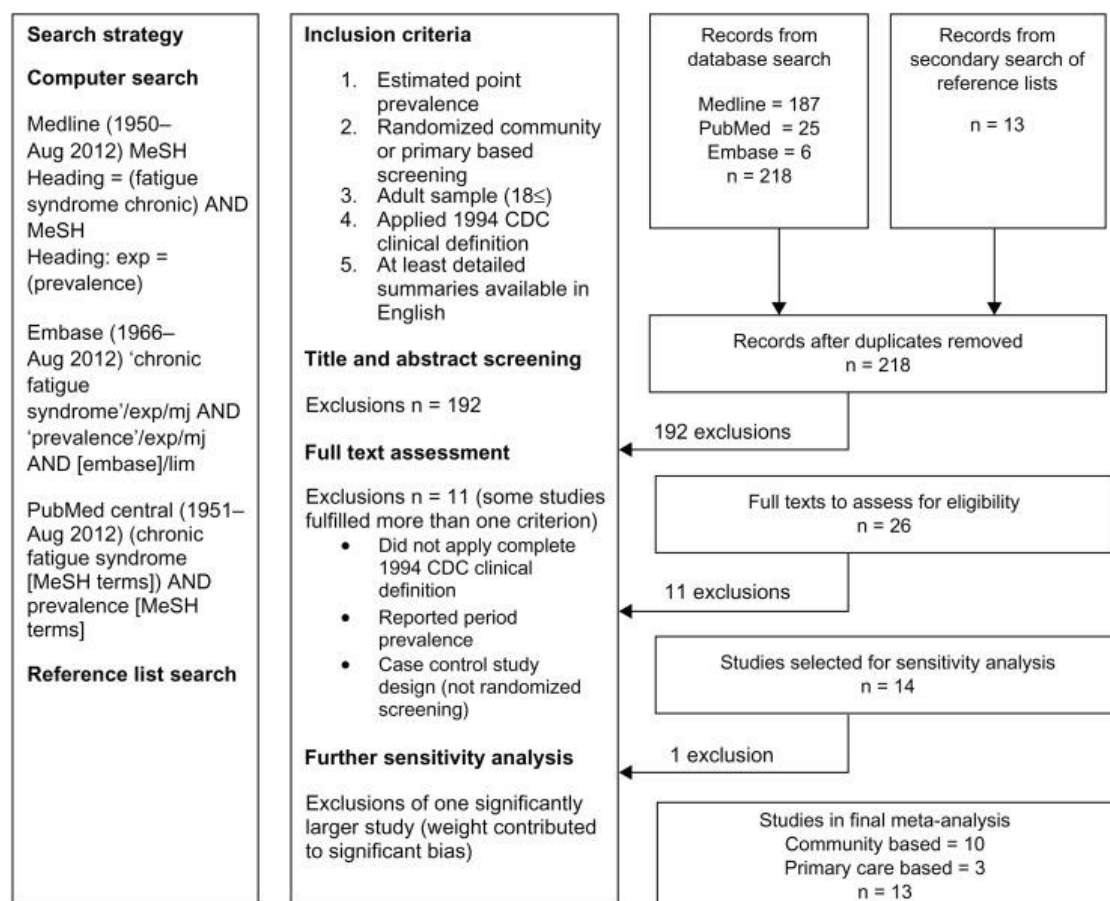 Search strategy
Computer search
Medline (1950–
Aug 2012) MeSH
Heading = (fatigue
syndrome chronic) AND
MeSH
Heading: exp =
(prevalence)
Embase (1966–
Aug 2012) ‘chronic
fatigue
syndrome’/exp/mj AND
‘prevalence’/exp/mj
AND [embase]/lim
PubMed central (1951–
Aug 2012) (chronic
fatigue syndrome
[MeSH terms]) AND
prevalence [MeSH
terms]
Reference list search
Inclusion criteria
1. Estimated point
prevalence
2. Randomized community
or primary based
screening
3. Adult sample (18≤)
4. Applied 1994 CDC
clinical definition
5. At least detailed
summaries available in
English
Title and abstract screening
Exclusions n = 192
Full text assessment
Exclusions n = 11 (some studies
fulfilled more than one criterion)
• Did not apply complete
1994 CDC clinical
definition
• Reported period
prevalence
• Case control study
design (not randomized
screening)
Further sensitivity analysis
Exclusions of one significantly
larger study (weight contributed
to significant bias)
Records from
database search
Medline = 187
PubMed = 25
Embase = 6
n = 218
Records from
secondary search of
reference lists
n = 13
Records after duplicates removed
n = 218
192 exclusions
Full texts to assess for eligibility
n = 26
11 exclusions
Studies selected for sensitivity analysis
n = 14
1 exclusion
Studies in final meta-analysis
Community based = 10
Primary care based = 3
n = 13